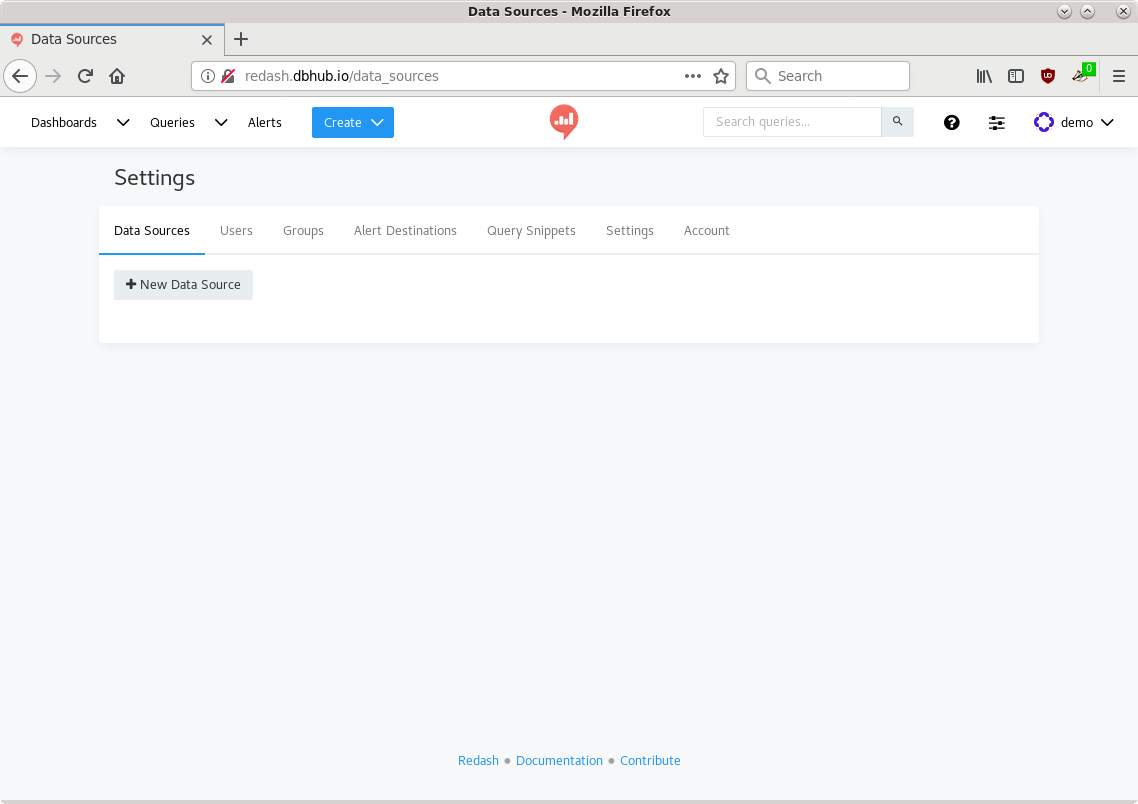 Data Sources - Mozilla Firefox
Data Sources
redash.dbhub.io/data_sources
Search
0
Dashboards Queries Alerts Create Search queries... demo
Settings
Data Sources Users Groups Alert Destinations Query Snippets Settings Account
New Data Source
Redash Documentation Contribute